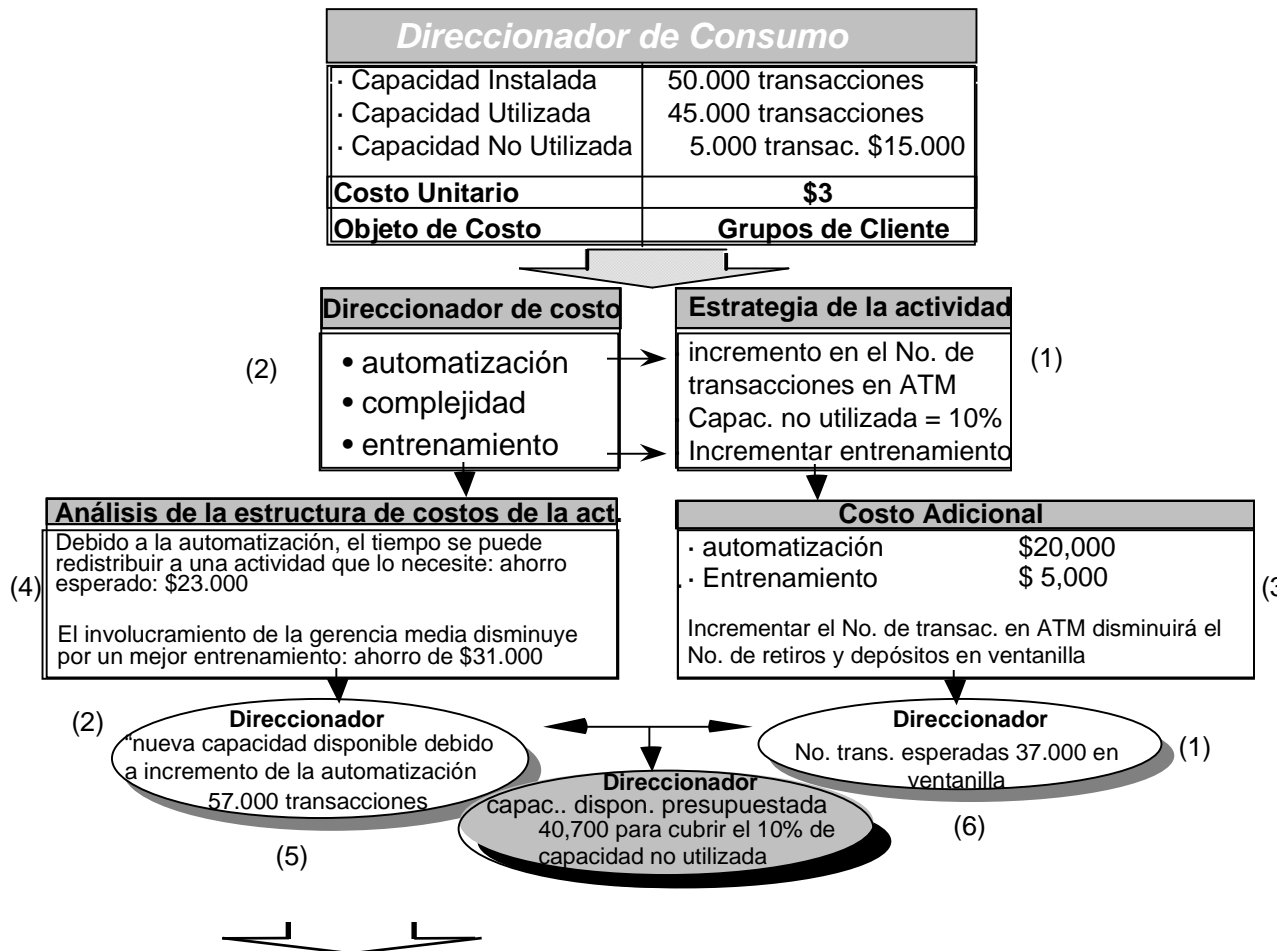 Direccionador de Consumo
· Capacidad Instalada 50.000 transacciones
· Capacidad Utilizada 45.000 transacciones
· Capacidad No Utilizada 5.000 transac. $15.000
Costo Unitario $3
Objeto de Costo Grupos de Cliente
Direccionador de costo
(2)
• automatización
• complejidad
• entrenamiento
Estrategia de la actividad
incremento en el No. de
transacciones en ATM
Capac. no utilizada = 10%
Incrementar entrenamiento
(1)
Análisis de la estructura de costos de la act.
Debido a la automatización, el tiempo se puede
redistribuir a una actividad que lo necesite: ahorro
esperado: $23.000
(4)
El involucramiento de la gerencia media disminuye
por un mejor entrenamiento: ahorro de $31.000
Costo Adicional
· automatización $20,000
. · Entrenamiento $ 5,000
(3
Incrementar el No. de transac. en ATM disminuirá el
No. de retiros y depósitos en ventanilla
(2)
Direccionador
“nueva capacidad disponible debido
a incremento de la automatización
57.000 transacciones
(5)
Direccionador
capac.. dispon. presupuestada
40,700 para cubrir el 10% de
capacidad no utilizada
Direccionador
No. trans. esperadas 37.000 en
ventanilla
(1)
(6)